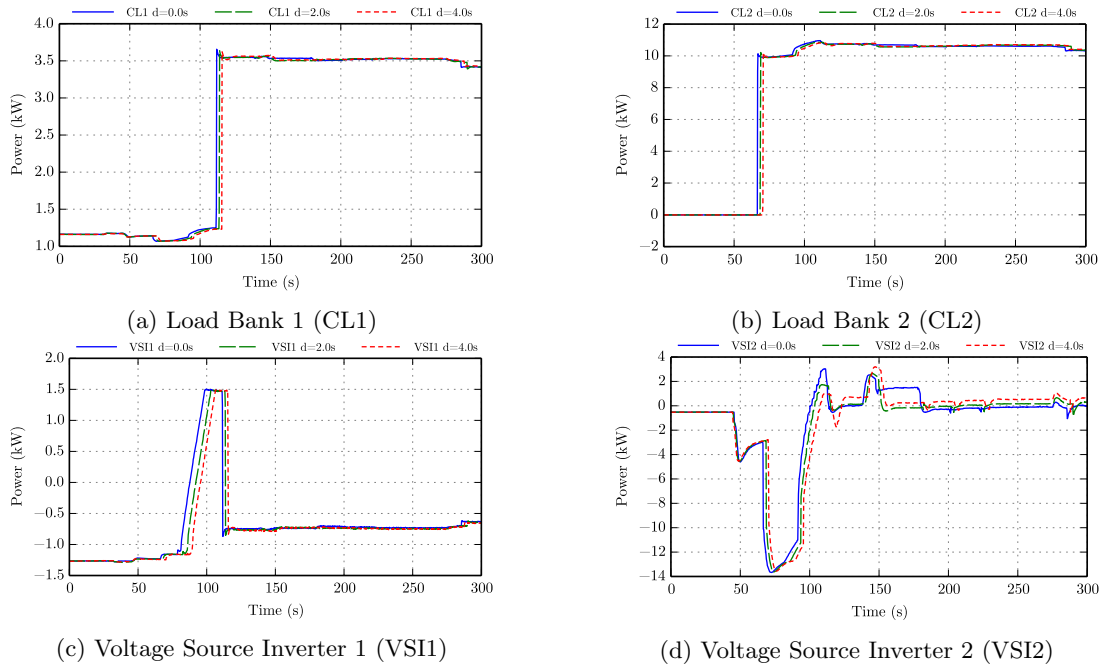 CL1 d=0.0s CL1 d=2.0s CL1 d=4.0s
4.0
3.5
3.0
2.5
2.0
1.5
1.0
Power (kW)
0 50 100 150 200 250 300
Time (s)
(a) Load Bank 1 (CL1)
CL2 d=0.0s CL2 d=2.0s CL2 d=4.0s
12
10
8
6
4
2
0
−2
Power (kW)
0 50 100 150 200 250 300
Time (s)
(b) Load Bank 2 (CL2)
VSI1 d=0.0s VSI1 d=2.0s VSI1 d=4.0s
2.0
1.5
1.0
0.5
0.0
−0.5
−1.0
−1.5
Power (kW)
0 50 100 150 200 250 300
Time (s)
(c) Voltage Source Inverter 1 (VSI1)
VSI2 d=0.0s VSI2 d=2.0s VSI2 d=4.0s
4
2
0
−2
−4
−6
−8
−10
−12
−14
Power (kW)
0 50 100 150 200 250 300
Time (s)
(d) Voltage Source Inverter 2 (VSI2)